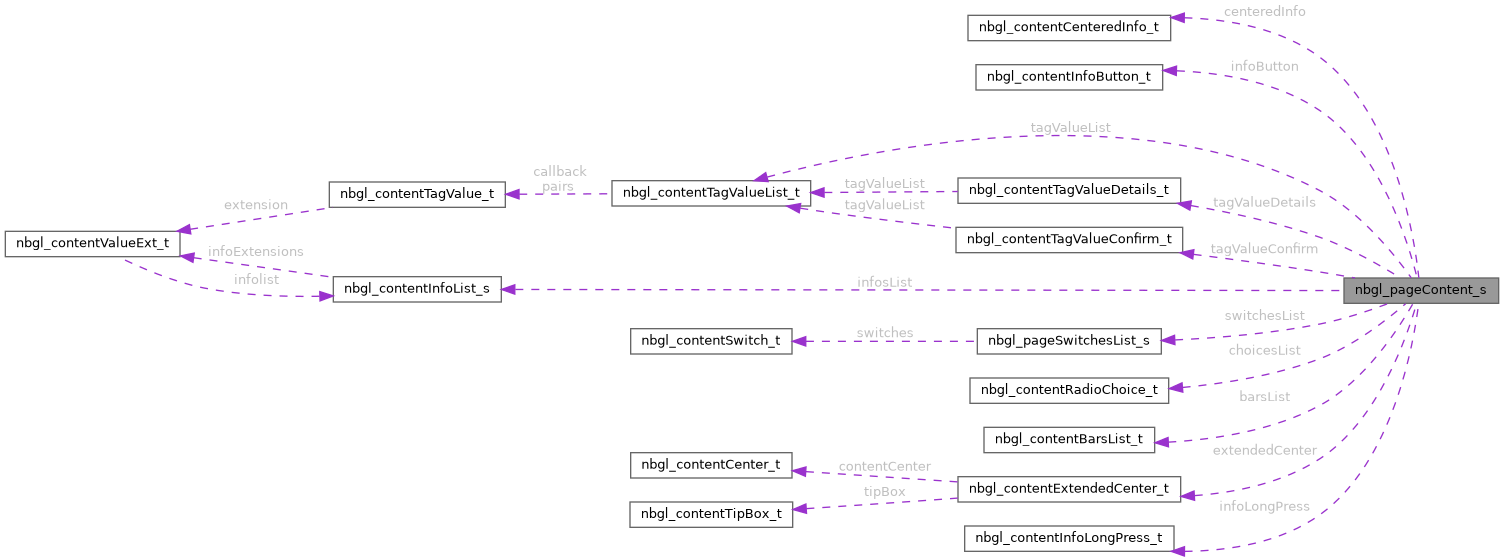 centeredInfo
nbgl_contentCenteredInfo_t
infoButton
nbgl_contentInfoButton_t
tagValueList
callback
pairs
nbgl_contentTagValue_t
nbgl_contentTagValueList_t
tagValueList
nbgl_contentTagValueDetails_t
tagValueDetails
extension
tagValueList
nbgl_contentValueExt_t
nbgl_contentTagValueConfirm_t
tagValueConfirm
infoExtensions
infolist
nbgl_contentInfoList_s
infosList
nbgl_pageContent_s
switchesList
nbgl_contentSwitch_t
switches
nbgl_pageSwitchesList_s
choicesList
nbgl_contentRadioChoice_t
barsList
nbgl_contentBarsList_t
extendedCenter
nbgl_contentCenter_t
contentCenter
nbgl_contentExtendedCenter_t
tipBox
nbgl_contentTipBox_t
infoLongPress
nbgl_contentInfoLongPress_t